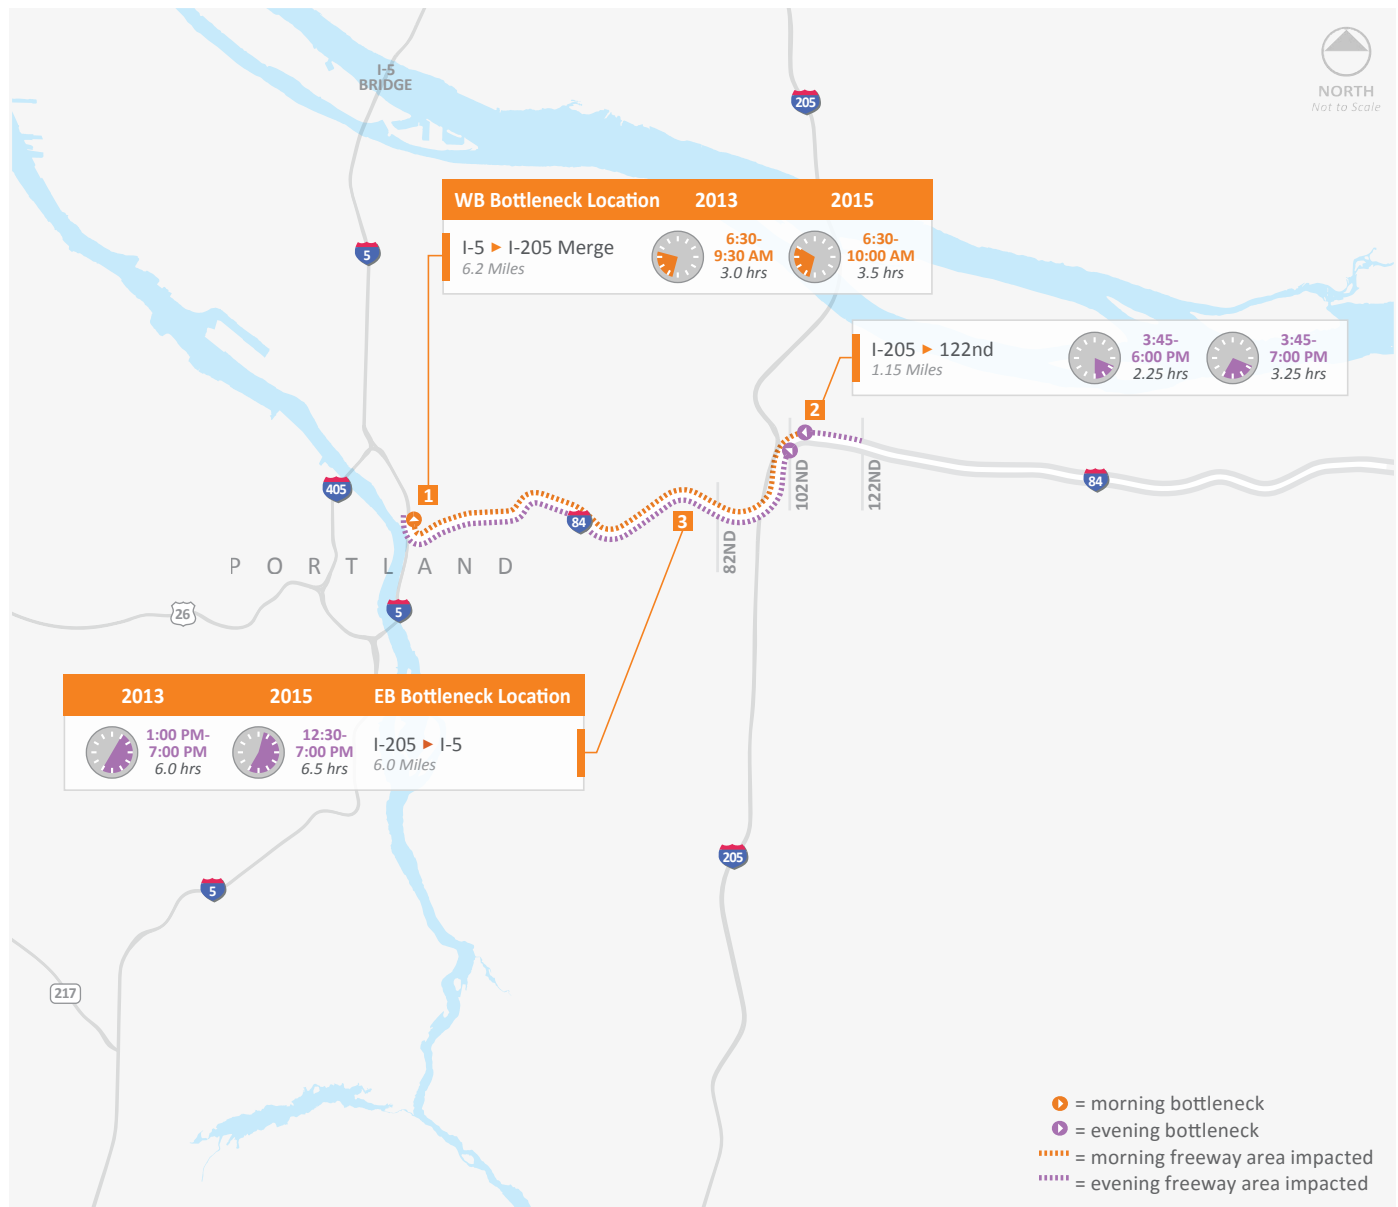 I-5
BRIDGE
NORTH
Not to Scale
205
WB Bottleneck Location 2013 2015
I-5 ► I-205 Merge
6.2 Miles
6:30-
9:30 AM
3.0 hrs
6:30-
10:00 AM
3.5 hrs
5
I-205 ► 122nd
1.15 Miles
3:45-
6:00 PM
2.25 hrs
3:45-
7:00 PM
3.25 hrs
2
102ND
122ND
84
405
1
84
3
82ND
PORTLAND
26
5
2013 2015 EB Bottleneck Location
1:00 PM-
7:00 PM
6.0 hrs
12:30-
7:00 PM
6.5 hrs
I-205 ► I-5
6.0 Miles
205
5
217
= morning bottleneck
= evening bottleneck
= morning freeway area impacted
= evening freeway area impacted